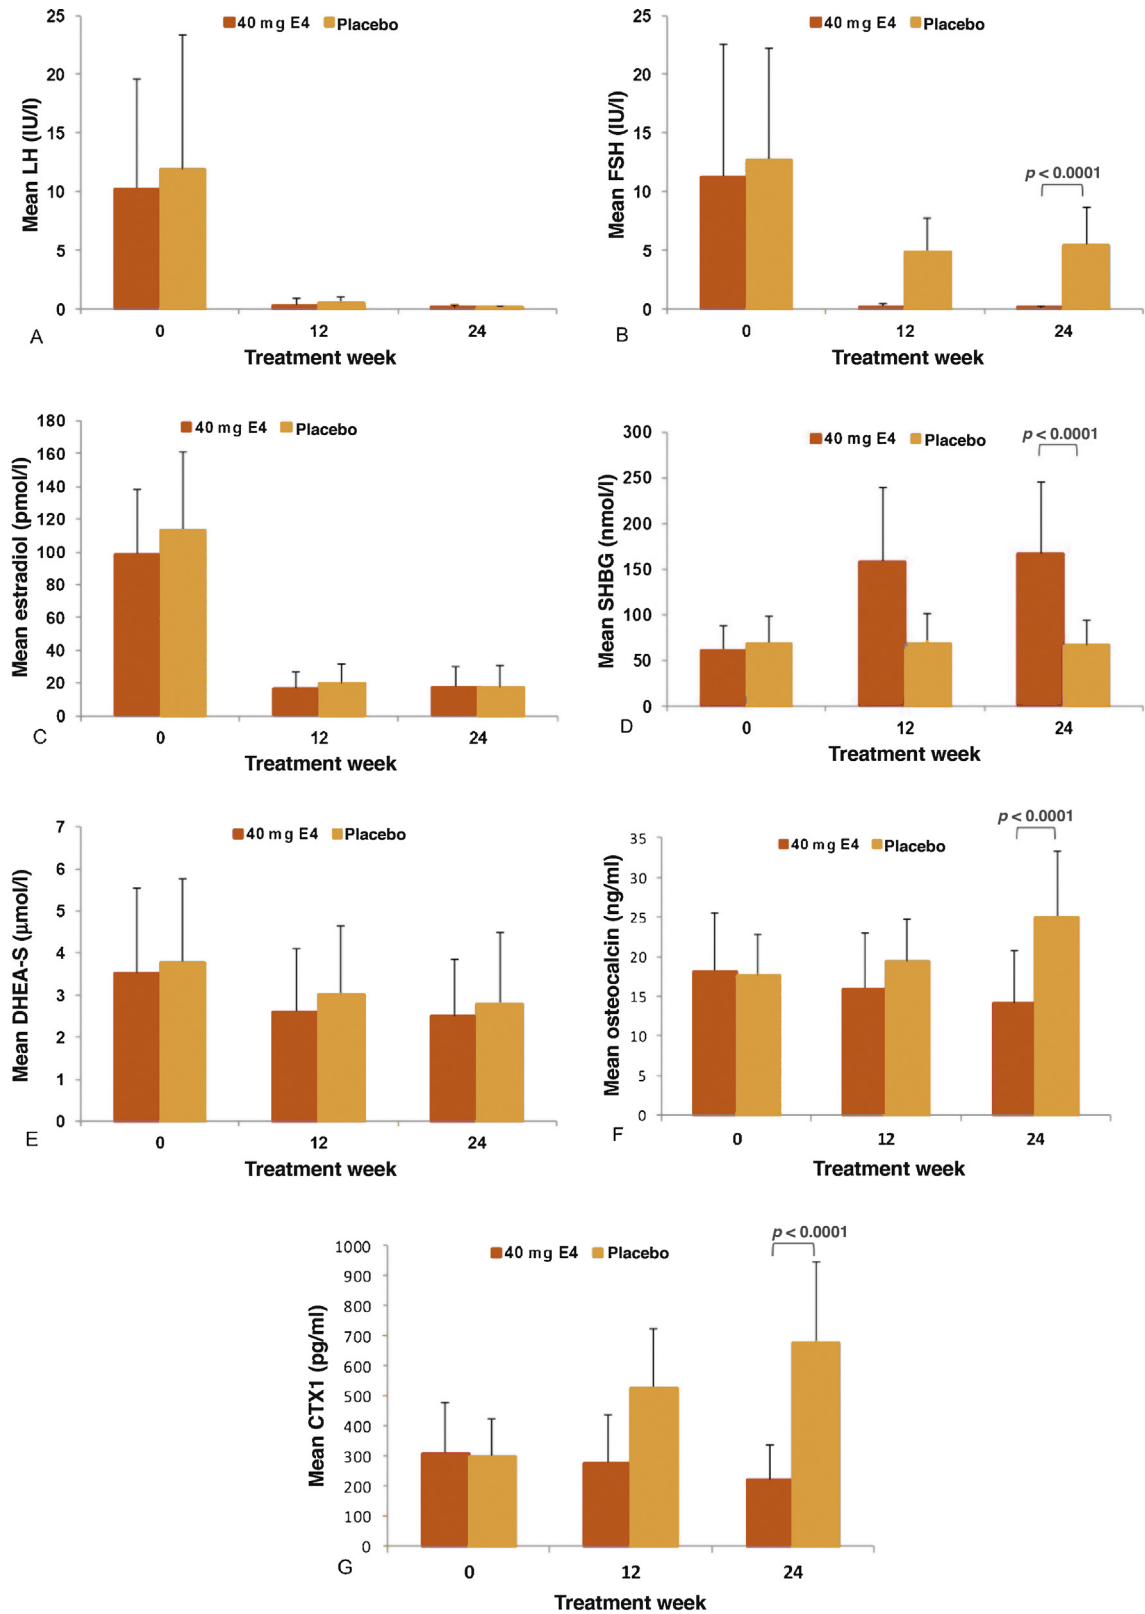 40 mg E4 Placebo
Mean LH (IU/l)
25
20
15
10
5
0
0 12 24
Treatment week
A
40 mg E4 Placebo
Mean FSH (IU/l)
25
20
15
10
5
0
p < 0.0001
0 12 24
Treatment week
B
40 mg E4 Placebo
Mean estradiol (pmol/l)
180
160
140
120
100
80
60
40
20
0
0 12 24
Treatment week
C
40 mg E4 Placebo
Mean SHBG (nmol/l)
300
250
200
150
100
50
0
p < 0.0001
0 12 24
Treatment week
D
40 mg E4 Placebo
Mean DHEA-S (μmol/l)
7
6
5
4
3
2
1
0
0 12 24
Treatment week
E
40 mg E4 Placebo
Mean osteocalcin (ng/ml)
35
30
25
20
15
10
5
0
p < 0.0001
0 12 24
Treatment week
F
40 mg E4 Placebo
Mean CTX1 (pg/ml)
1000
900
800
700
600
500
400
300
200
100
0
p < 0.0001
0 12 24
Treatment week
G